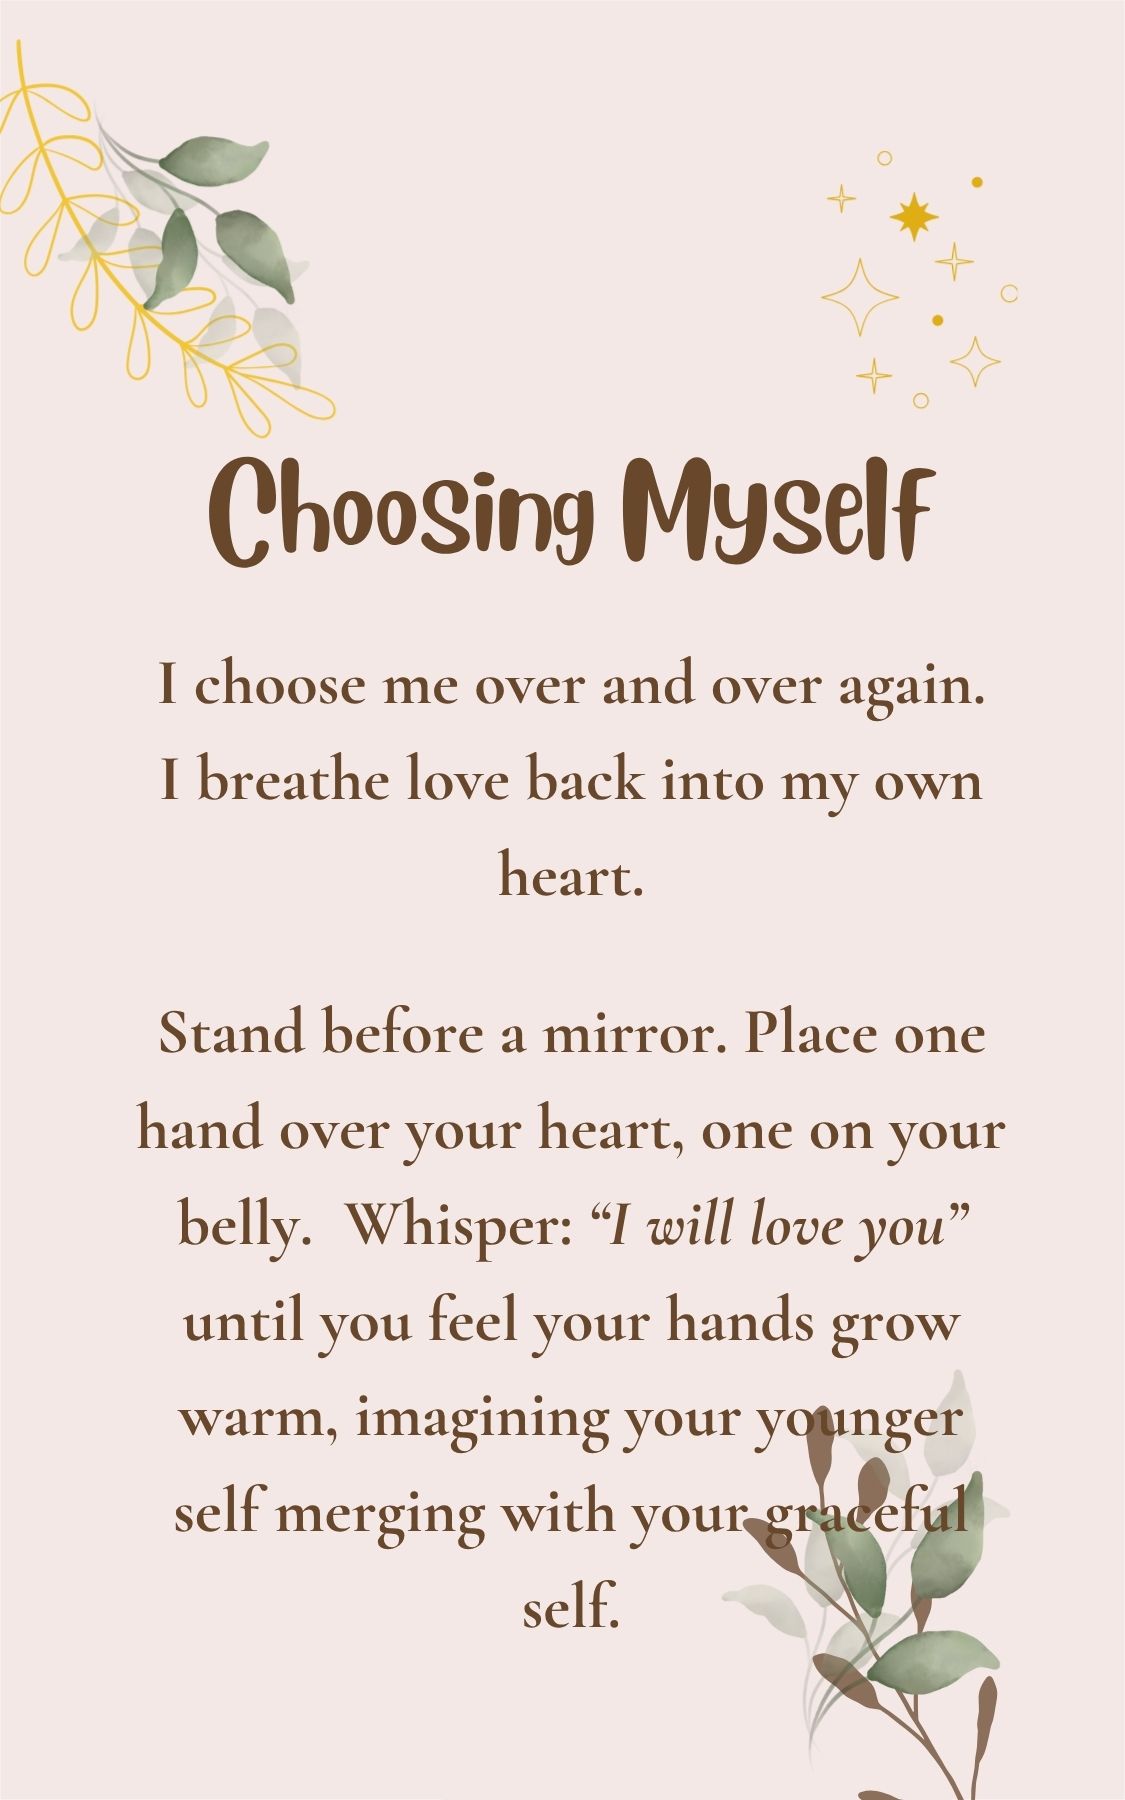 Choosing Myself
I choose me over and over again.
I breathe love back into my own
heart.
Stand before a mirror. Place one
hand over your heart, one on your
belly.  Whisper: “I will love you”
until you feel your hands grow
warm, imagining your younger
self merging with your graceful
self.